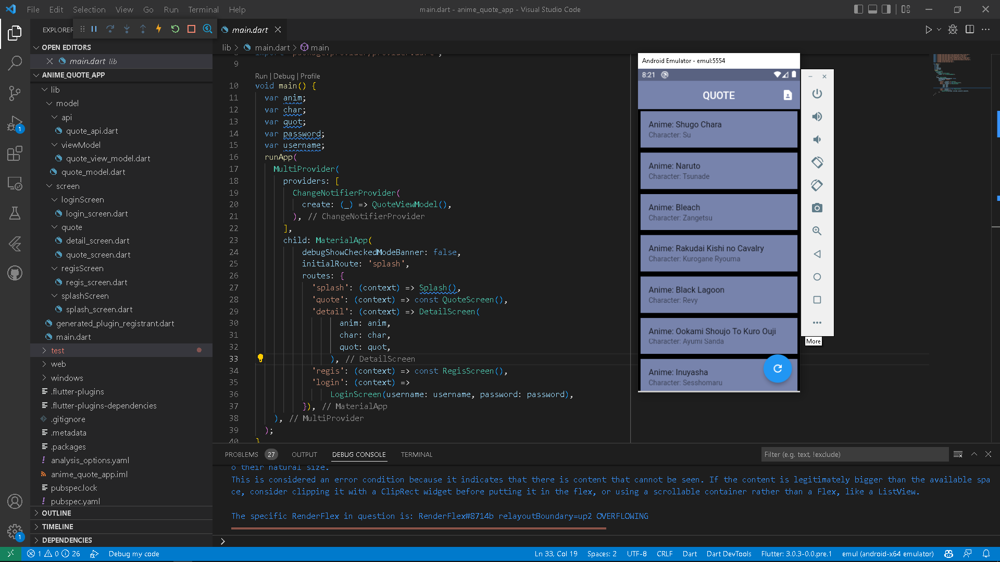 File Edit Selection View Go Run Terminal Help
main.dart - anime_quote_app - Visual Studio Code
EXPLORER
main.dart
OPEN EDITORS
main.dart lib
ANIME_QUOTE_APP
lib
model
api
quote_api.dart
viewModel
quote_view_model.dart
quote_model.dart
screen
loginScreen
login_screen.dart
quote
detail_screen.dart
quote_screen.dart
regisScreen
regis_screen.dart
splashScreen
splash_screen.dart
generated_plugin_registrant.dart
main.dart
test
web
windows
.flutter-plugins
.flutter-plugins-dependencies
.gitignore
.metadata
.packages
analysis_options.yaml
anime_quote_app.iml
pubspec.lock
pubspec.yaml
OUTLINE
TIMELINE
DEPENDENCIES
1
1
lib > main.dart > main
8 import 'package:provider/provider.dart';
9
Run | Debug | Profile
10 void main() {
11 var anim;
12 var char;
13 var quot;
14 var password;
15 var username;
16 runApp(
17 MultiProvider(
18 providers: [
19 ChangeNotifierProvider(
20 create: (_) => QuoteViewModel(),
21 ), // ChangeNotifierProvider
22 ],
23 child: MaterialApp(
24 debugShowCheckedModeBanner: false,
25 initialRoute: 'splash',
26 routes: {
27 'splash': (context) => Splash(),
28 'quote': (context) => const QuoteScreen(),
29 'detail': (context) => DetailScreen(
30 anim: anim,
31 char: char,
32 quot: quot,
33 ), // DetailScreen
34 'regis': (context) => const RegisScreen(),
35 'login': (context) =>
36 LoginScreen(username: username, password: password),
37 }), // MaterialApp
38 ), // MultiProvider
39 );
40 }
Android Emulator - emul:5554
8:21
QUOTE
Anime: Shugo Chara
Character: Su
Anime: Naruto
Character: Tsunade
Anime: Bleach
Character: Zangetsu
Anime: Rakudai Kishi no Cavalry
Character: Kurogane Ryouma
Anime: Black Lagoon
Character: Revy
Anime: Ookami Shoujo To Kuro Ouji
Character: Ayumi Sanda
Anime: Inuyasha
Character: Sesshomaru
More
PROBLEMS 27 OUTPUT DEBUG CONSOLE TERMINAL
Filter (e.g. text, !exclude)
o their natural size.
This is considered an error condition because it indicates that there is content that cannot be seen. If the content is legitimately bigger than the available spa
ce, consider clipping it with a ClipRect widget before putting it in the flex, or using a scrollable container rather than a Flex, like a ListView.
The specific RenderFlex in question is: RenderFlex#8714b relayoutBoundary=up2 OVERFLOWING
1 0 26 Debug my code
Ln 33, Col 19 Spaces: 2 UTF-8 CRLF Dart Dart DevTools Flutter: 3.0.3-0.0.pre.1 emul (android-x64 emulator)